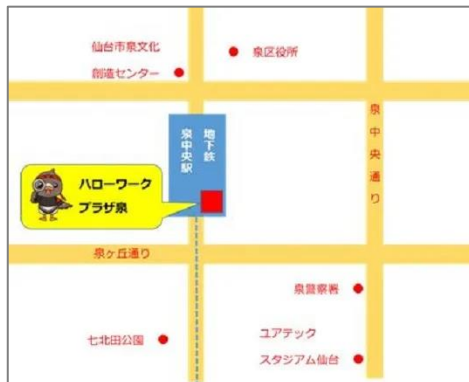 仙台市泉文化
創造センター
泉区役所
地下鉄
泉中央駅
泉中央通り
ハローワーク
プラザ泉
泉ヶ丘通り
泉警察署
七北田公園
ユアテック
スタジアム仙台